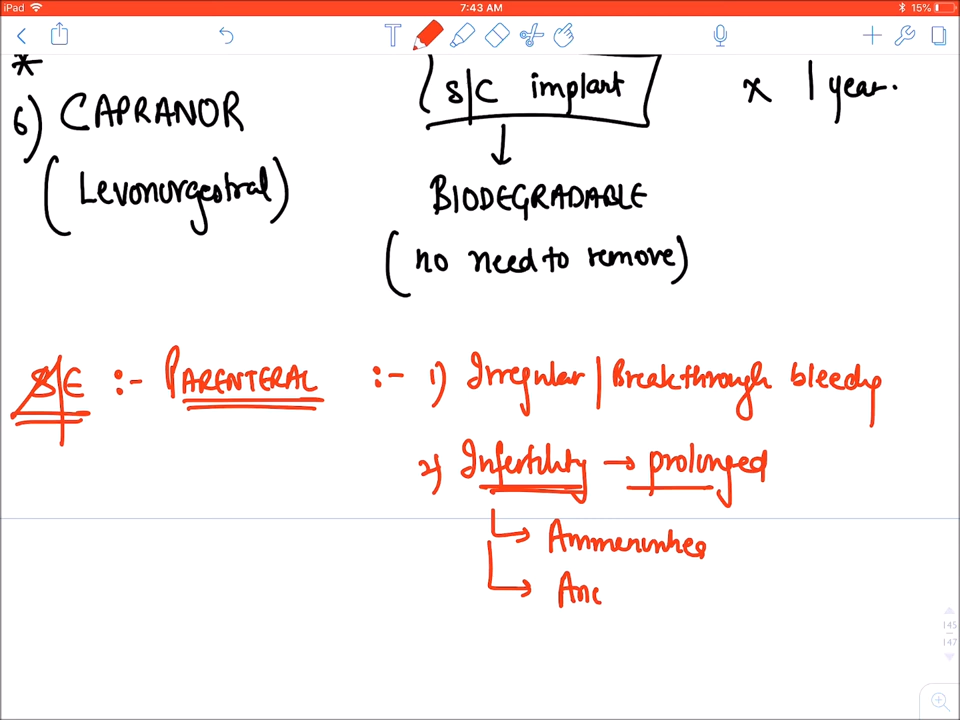 iPad 7:43 AM 15%
T
*
6) CAPRANOR S/C implant x 1 year.
(Levonorgestral) BIODEGRADABLE
(no need to remove)
S/E :- PARENTERAL :- 1) Irregular / Breakthrough bleeding
2) Infertility → prolonged
Ammenorrhea
Ano
145
147